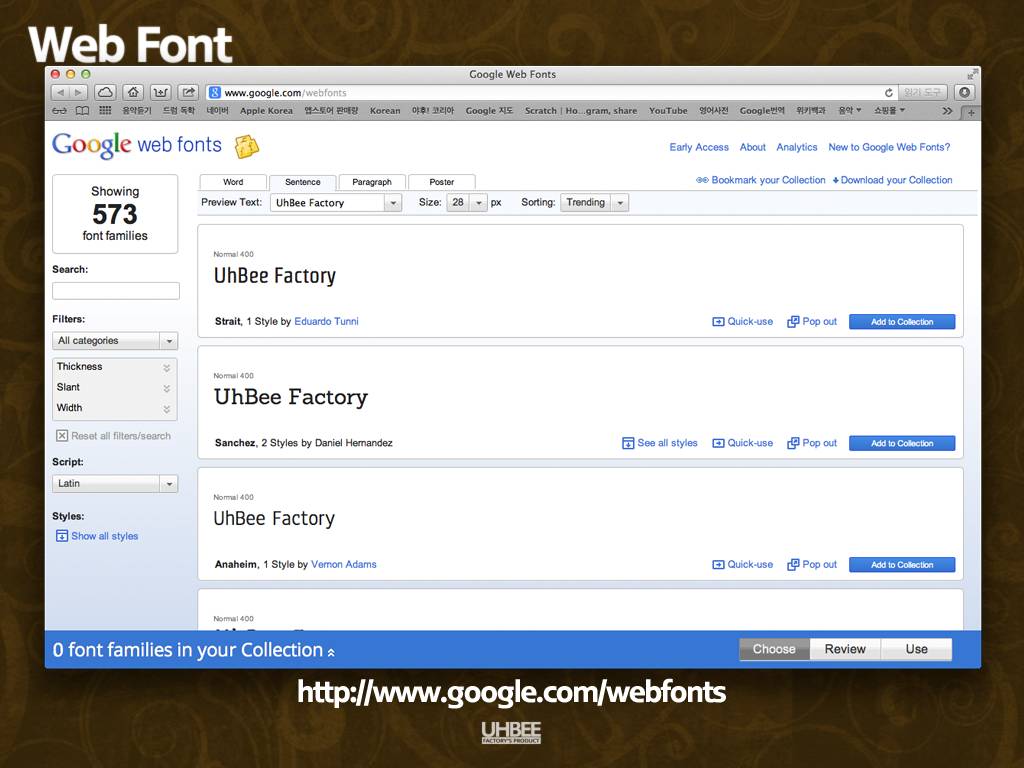 Web Font
Google Web Fonts
www.google.com/webfonts
읽기 도구
음악듣기 드럼 독학 네이버 Apple Korea 앱스토어 판매량 Korean 야후! 코리아 Google 지도 Scratch | Ho...gram, share YouTube 영어사전 Google번역 위키백과 음악 쇼핑몰
Google web fonts
Early Access About Analytics New to Google Web Fonts?
Bookmark your Collection Download your Collection
Showing
573
font families
Word Sentence Paragraph Poster
Preview Text: UhBee Factory Size: 28 px Sorting: Trending
Search:
Filters:
All categories
Thickness
Slant
Width
Reset all filters/search
Script:
Latin
Styles:
Show all styles
Normal 400
UhBee Factory
Strait, 1 Style by Eduardo Tunni
Quick-use Pop out Add to Collection
Normal 400
UhBee Factory
Sanchez, 2 Styles by Daniel Hernandez
See all styles Quick-use Pop out Add to Collection
Normal 400
UhBee Factory
Anaheim, 1 Style by Vernon Adams
Quick-use Pop out Add to Collection
Normal 400
0 font families in your Collection
Choose Review Use
http://www.google.com/webfonts
UHBEE
FACTORY'S PRODUCT